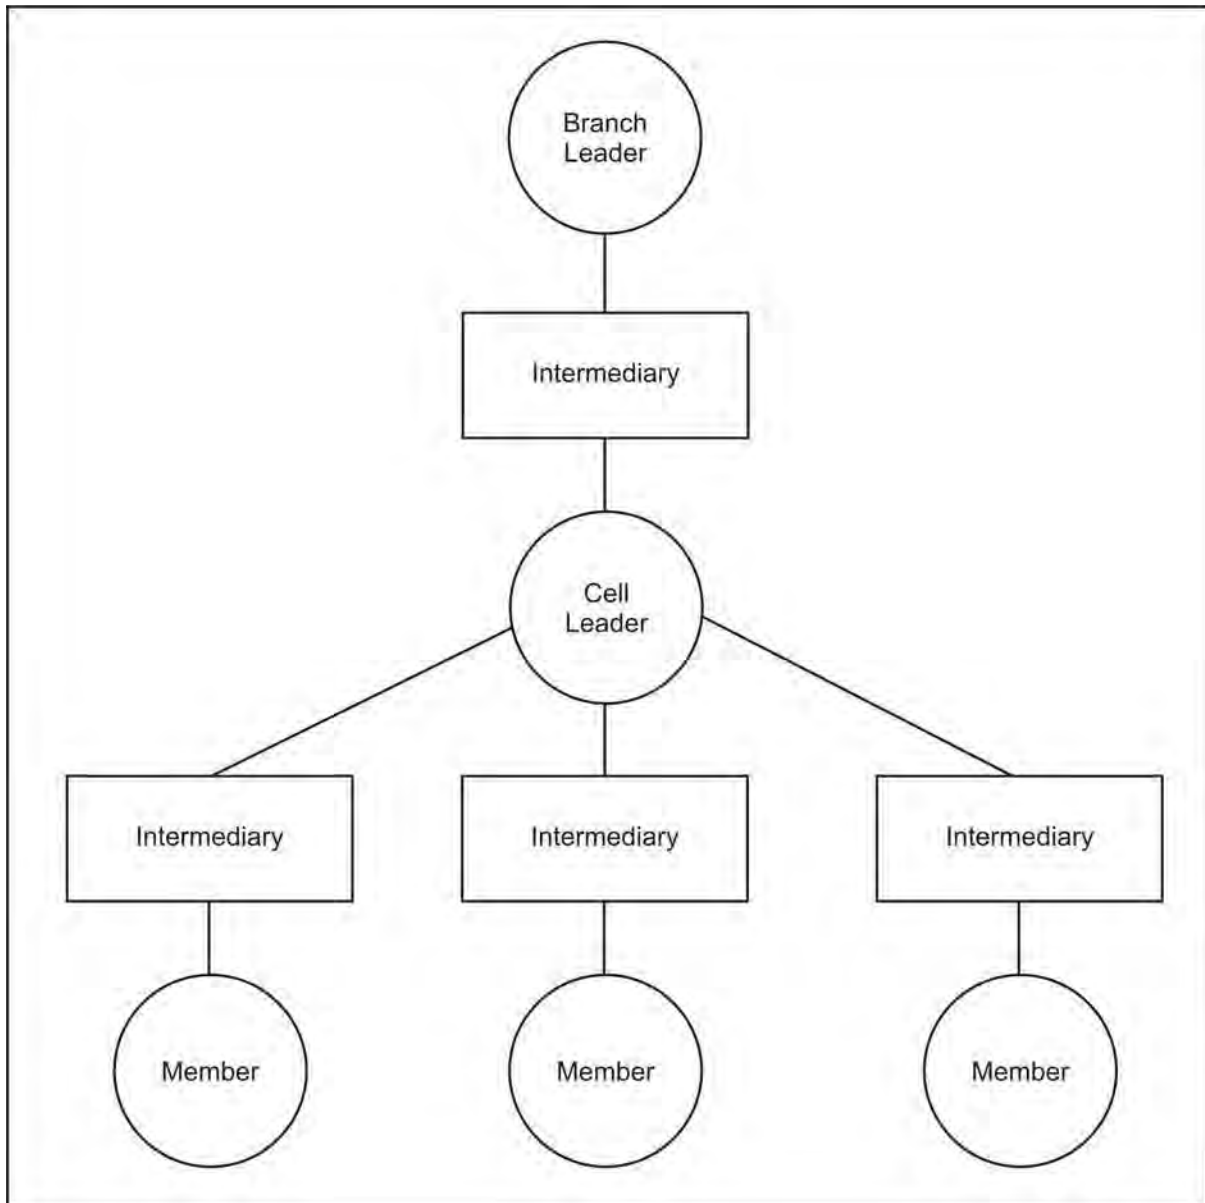 Branch
Leader
Intermediary
Cell
Leader
Intermediary
Intermediary
Intermediary
Member
Member
Member